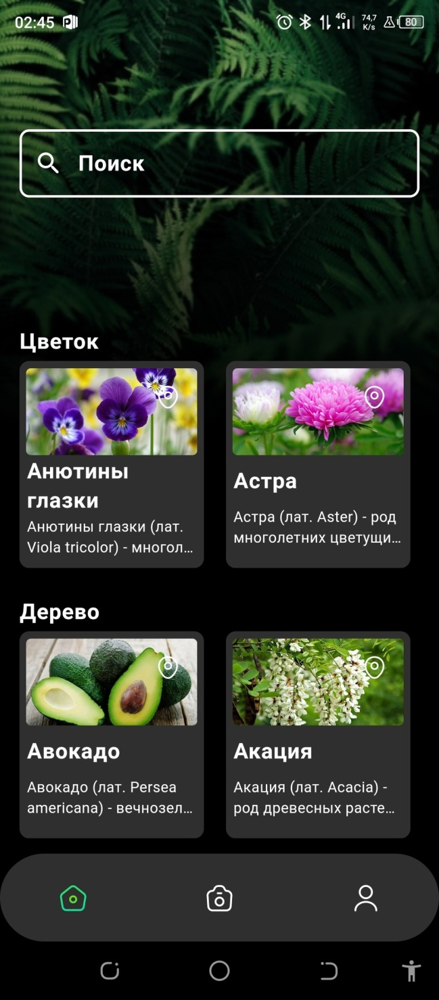 02:45
4G 74,7 K/s 80
Поиск
Цветок
Анютины
глазки
Анютины глазки (лат.
Viola tricolor) - многол...
Астра
Астра (лат. Aster) - род
многолетних цветущи...
Дерево
Авокадо
Авокадо (лат. Persea
americana) - вечнозел...
Акация
Акация (лат. Acacia) -
род древесных расте...